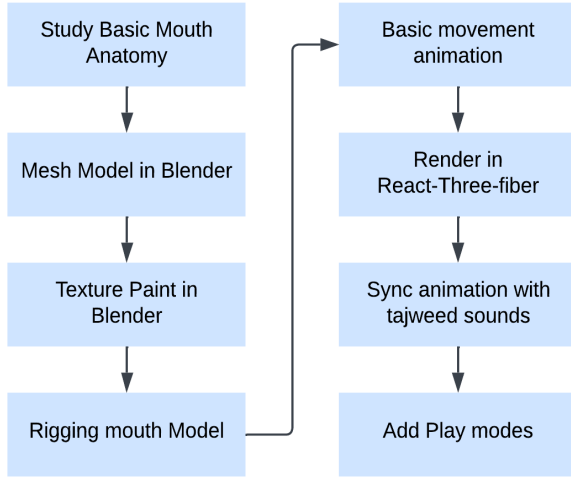 Study Basic Mouth
Anatomy
Mesh Model in Blender
Texture Paint in
Blender
Rigging mouth Model
Basic movement
animation
Render in
React-Three-fiber
Sync animation with
tajweed sounds
Add Play modes